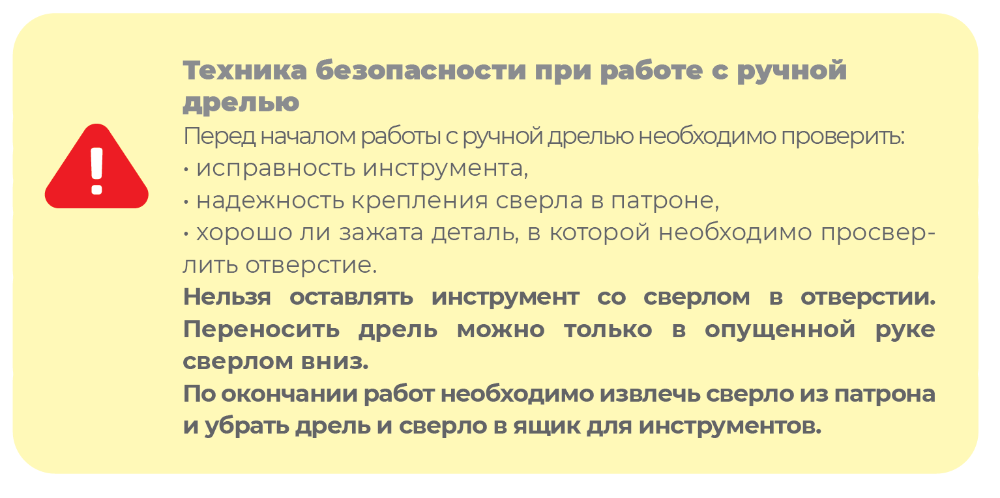 Техника безопасности при работе с ручной
дрелью
Перед началом работы с ручной дрелью необходимо проверить:
• исправность инструмента,
• надежность крепления сверла в патроне,
• хорошо ли зажата деталь, в которой необходимо просвер-
лить отверстие.
Нельзя оставлять инструмент со сверлом в отверстии.
Переносить дрель можно только в опущенной руке
сверлом вниз.
По окончании работ необходимо извлечь сверло из патрона
и убрать дрель и сверло в ящик для инструментов.